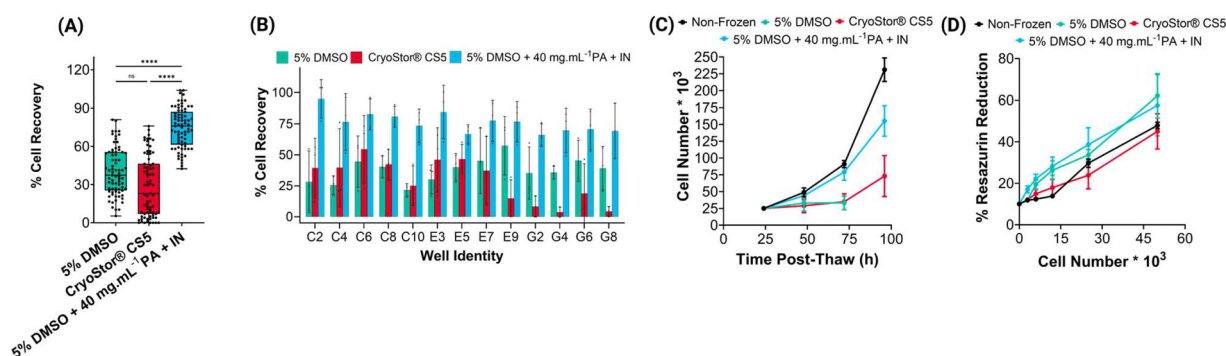 (A)
% Cell Recovery
120
90
60
30
0
****
ns
****
5% DMSO
CryoStor® CS5
5% DMSO + 40 mg.mL⁻¹PA + IN
(B)
5% DMSO CryoStor® CS5 5% DMSO + 40 mg.mL⁻¹PA + IN
% Cell Recovery
100
75
50
25
0
C2 C4 C6 C8 C10 E3 E5 E7 E9 G2 G4 G6 G8
Well Identity
(C)
Non-Frozen 5% DMSO CryoStor® CS5
5% DMSO + 40 mg.mL⁻¹PA + IN
Cell Number * 10³
250
225
200
175
150
125
100
75
50
25
0 25 50 75 100
Time Post-Thaw (h)
(D)
Non-Frozen 5% DMSO CryoStor® CS5
5% DMSO + 40 mg.mL⁻¹PA + IN
% Resazurin Reduction
80
60
40
20
0
0 15 30 45 60
Cell Number * 10³